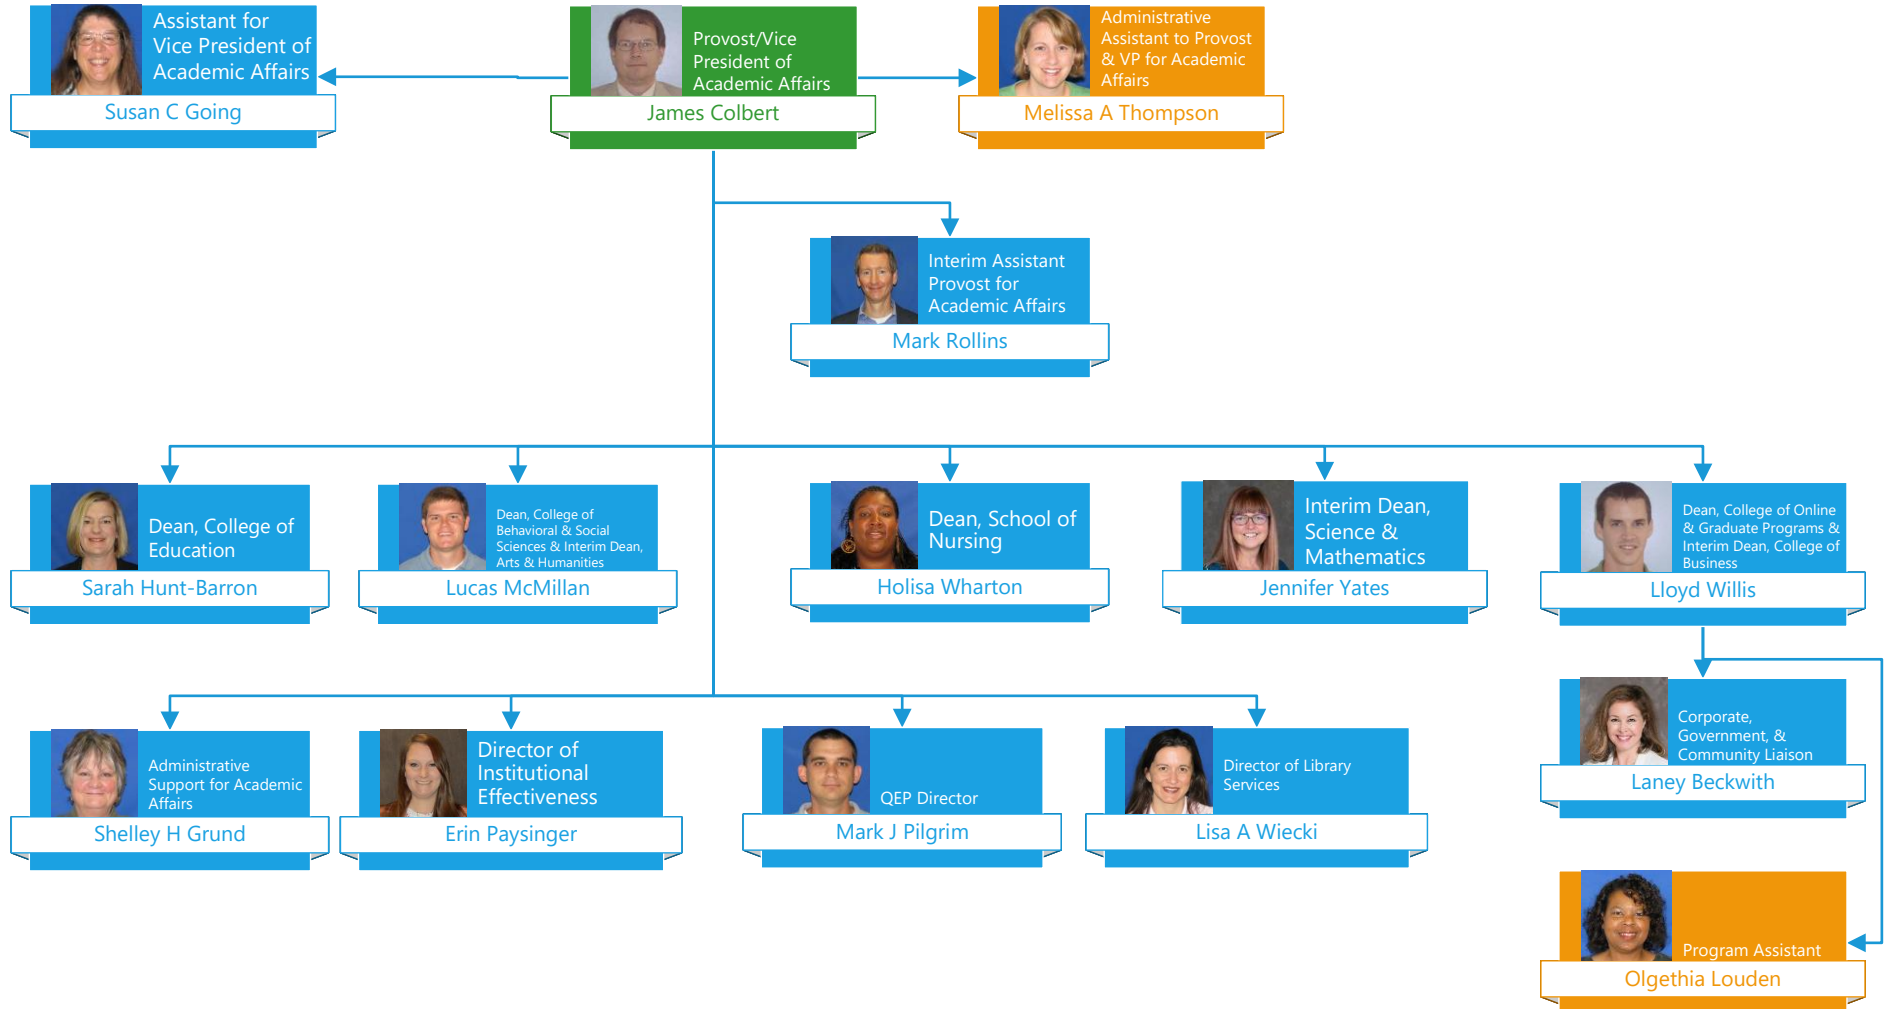 Assistant for
Vice President of
Academic Affairs
Susan C Going
Provost/Vice
President of
Academic Affairs
James Colbert
Administrative
Assistant to Provost
& VP for Academic
Affairs
Melissa A Thompson
Interim Assistant
Provost for
Academic Affairs
Mark Rollins
Dean, College of
Education
Sarah Hunt-Barron
Dean, College of
Behavioral & Social
Sciences & Interim Dean,
Arts & Humanities
Lucas McMillan
Dean, School of
Nursing
Holisa Wharton
Interim Dean,
Science &
Mathematics
Jennifer Yates
Dean, College of Online
& Graduate Programs &
Interim Dean, College of
Business
Lloyd Willis
Administrative
Support for Academic
Affairs
Shelley H Grund
Director of
Institutional
Effectiveness
Erin Paysinger
QEP Director
Mark J Pilgrim
Director of Library
Services
Lisa A Wiecki
Corporate,
Government, &
Community Liaison
Laney Beckwith
Program Assistant
Olgethia Louden